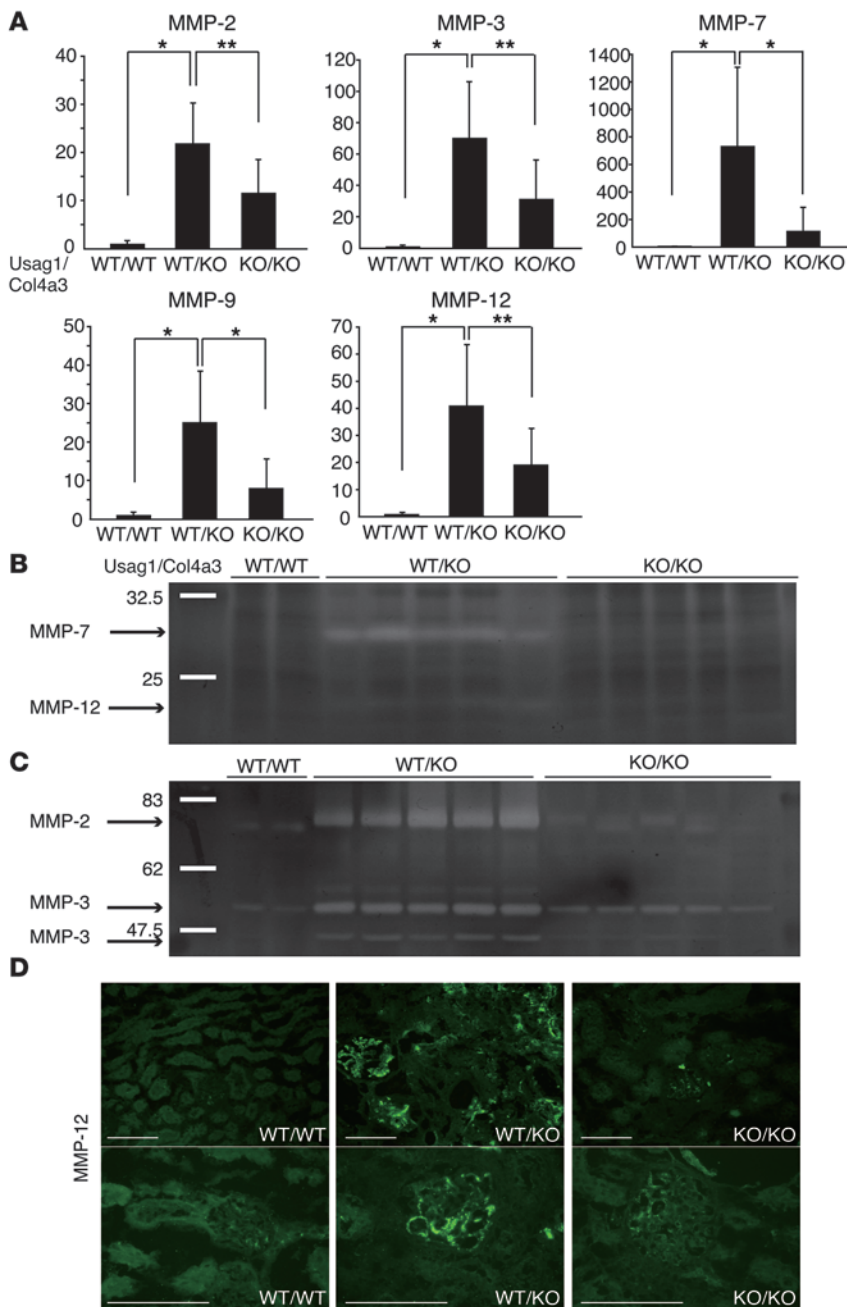 A
MMP-2
MMP-3
MMP-7
* **
* **
* *
40
30
20
10
0
120
100
80
60
40
20
0
1400
1200
1000
800
600
400
200
0
Usag1/
Col4a3
WT/WT WT/KO KO/KO
WT/WT WT/KO KO/KO
WT/WT WT/KO KO/KO
MMP-9
MMP-12
* *
* **
50
40
30
20
10
0
70
60
50
40
30
20
10
0
WT/WT WT/KO KO/KO
WT/WT WT/KO KO/KO
B
Usag1/Col4a3 WT/WT WT/KO KO/KO
32.5
MMP-7
25
MMP-12
C
WT/WT WT/KO KO/KO
83
MMP-2
62
MMP-3
47.5
MMP-3
D
MMP-12
WT/WT WT/KO KO/KO
WT/WT WT/KO KO/KO